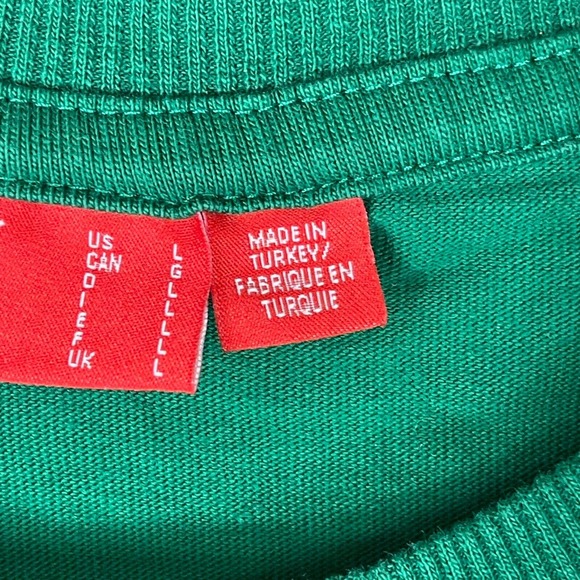 US L
CAN G
D L
I L
E L
F L
UK L
MADE IN
TURKEY/
FABRIQUE EN
TURQUIE